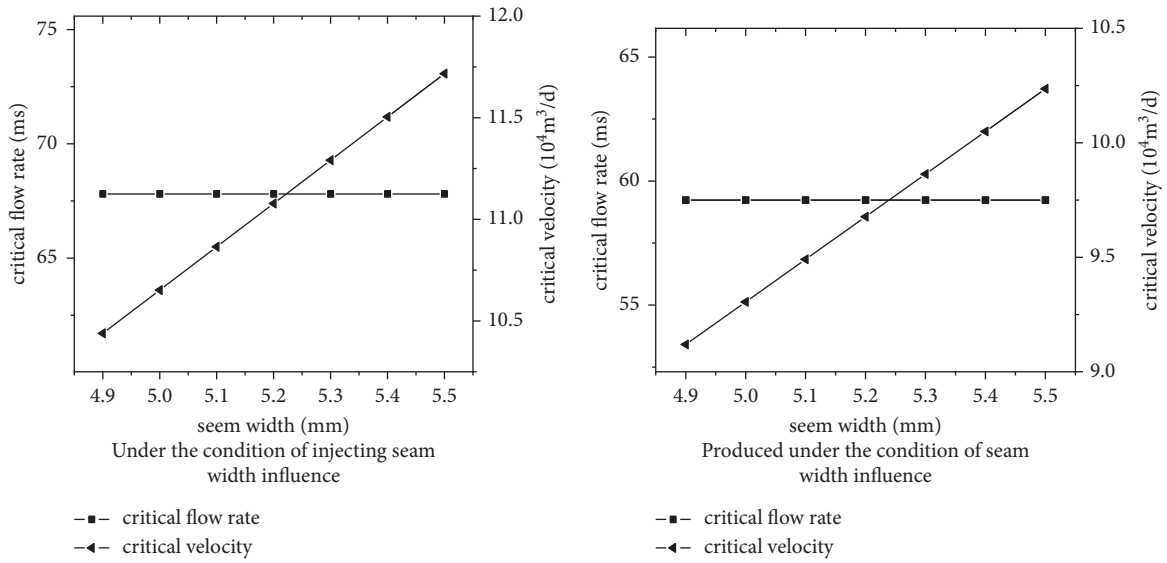 75
70
65
critical flow rate (ms)
12.0
11.5
11.0
10.5
critical velocity (10⁴m³/d)
4.9 5.0 5.1 5.2 5.3 5.4 5.5
seem width (mm)
Under the condition of injecting seam
width influence
critical flow rate
critical velocity
65
60
55
critical flow rate (ms)
10.5
10.0
9.5
9.0
critical velocity (10⁴m³/d)
4.9 5.0 5.1 5.2 5.3 5.4 5.5
seem width (mm)
Produced under the condition of seam
width influence
critical flow rate
critical velocity